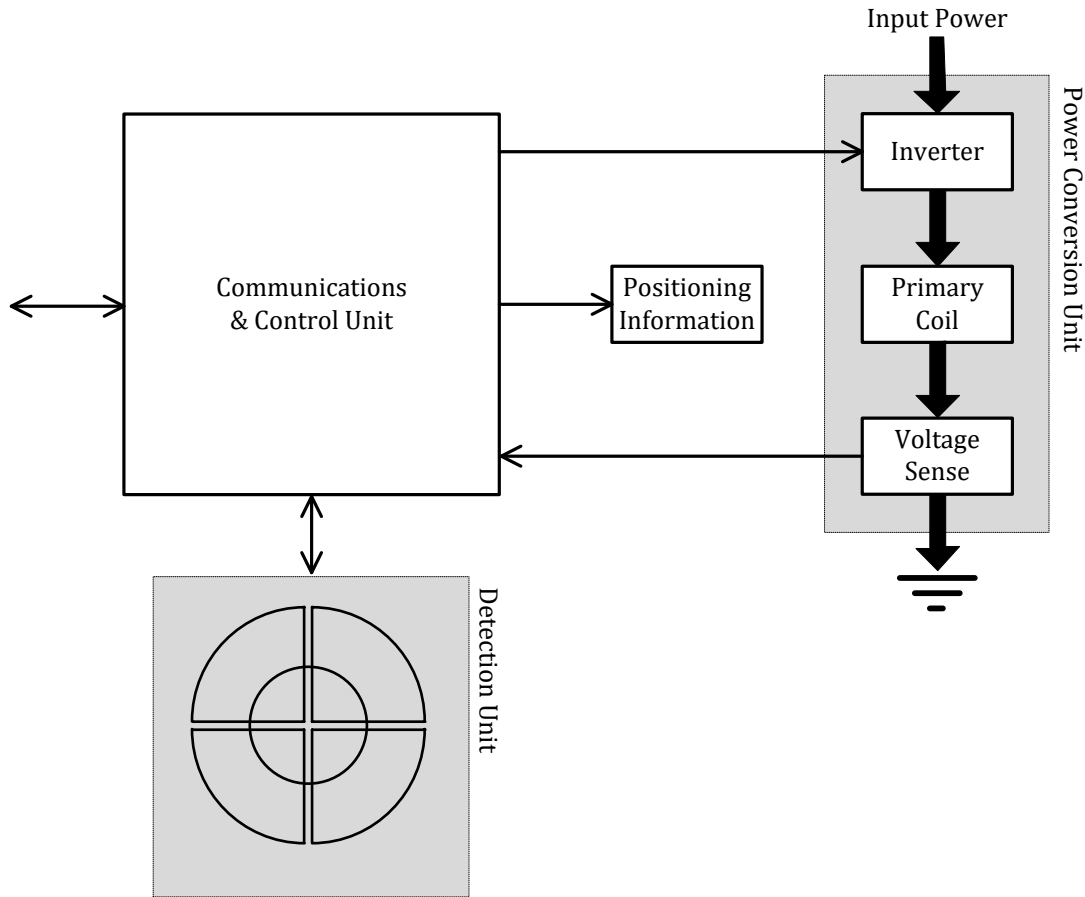 Input Power
Inverter
Communications
& Control Unit
Positioning
Information
Primary
Coil
Voltage
Sense
Power Conversion Unit
Detection Unit